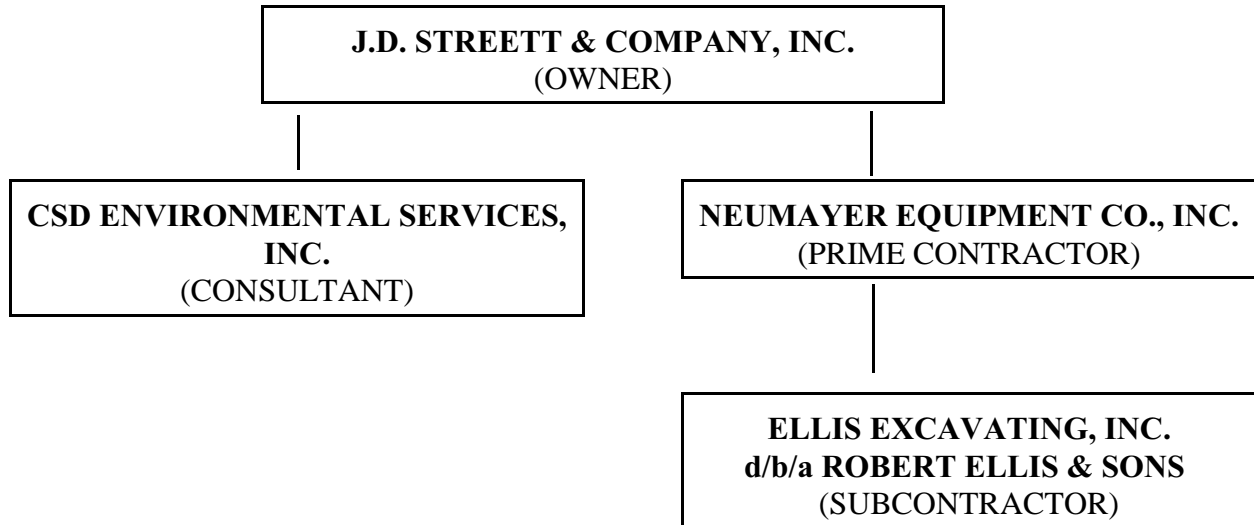 J.D. STREETT & COMPANY, INC.
(OWNER)
CSD ENVIRONMENTAL SERVICES,
INC.
(CONSULTANT)
NEUMAYER EQUIPMENT CO., INC.
(PRIME CONTRACTOR)
ELLIS EXCAVATING, INC.
d/b/a ROBERT ELLIS & SONS
(SUBCONTRACTOR)